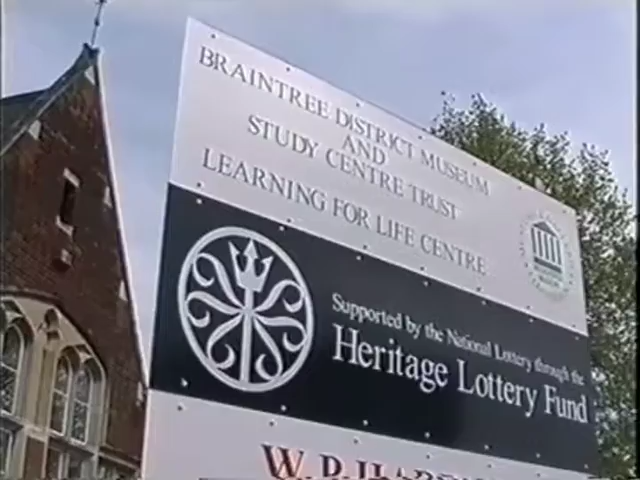 BRAINTREE DISTRICT MUSEUM
AND
STUDY CENTRE TRUST
LEARNING FOR LIFE CENTRE
Supported by the National Lottery through the
Heritage Lottery Fund
W.P.